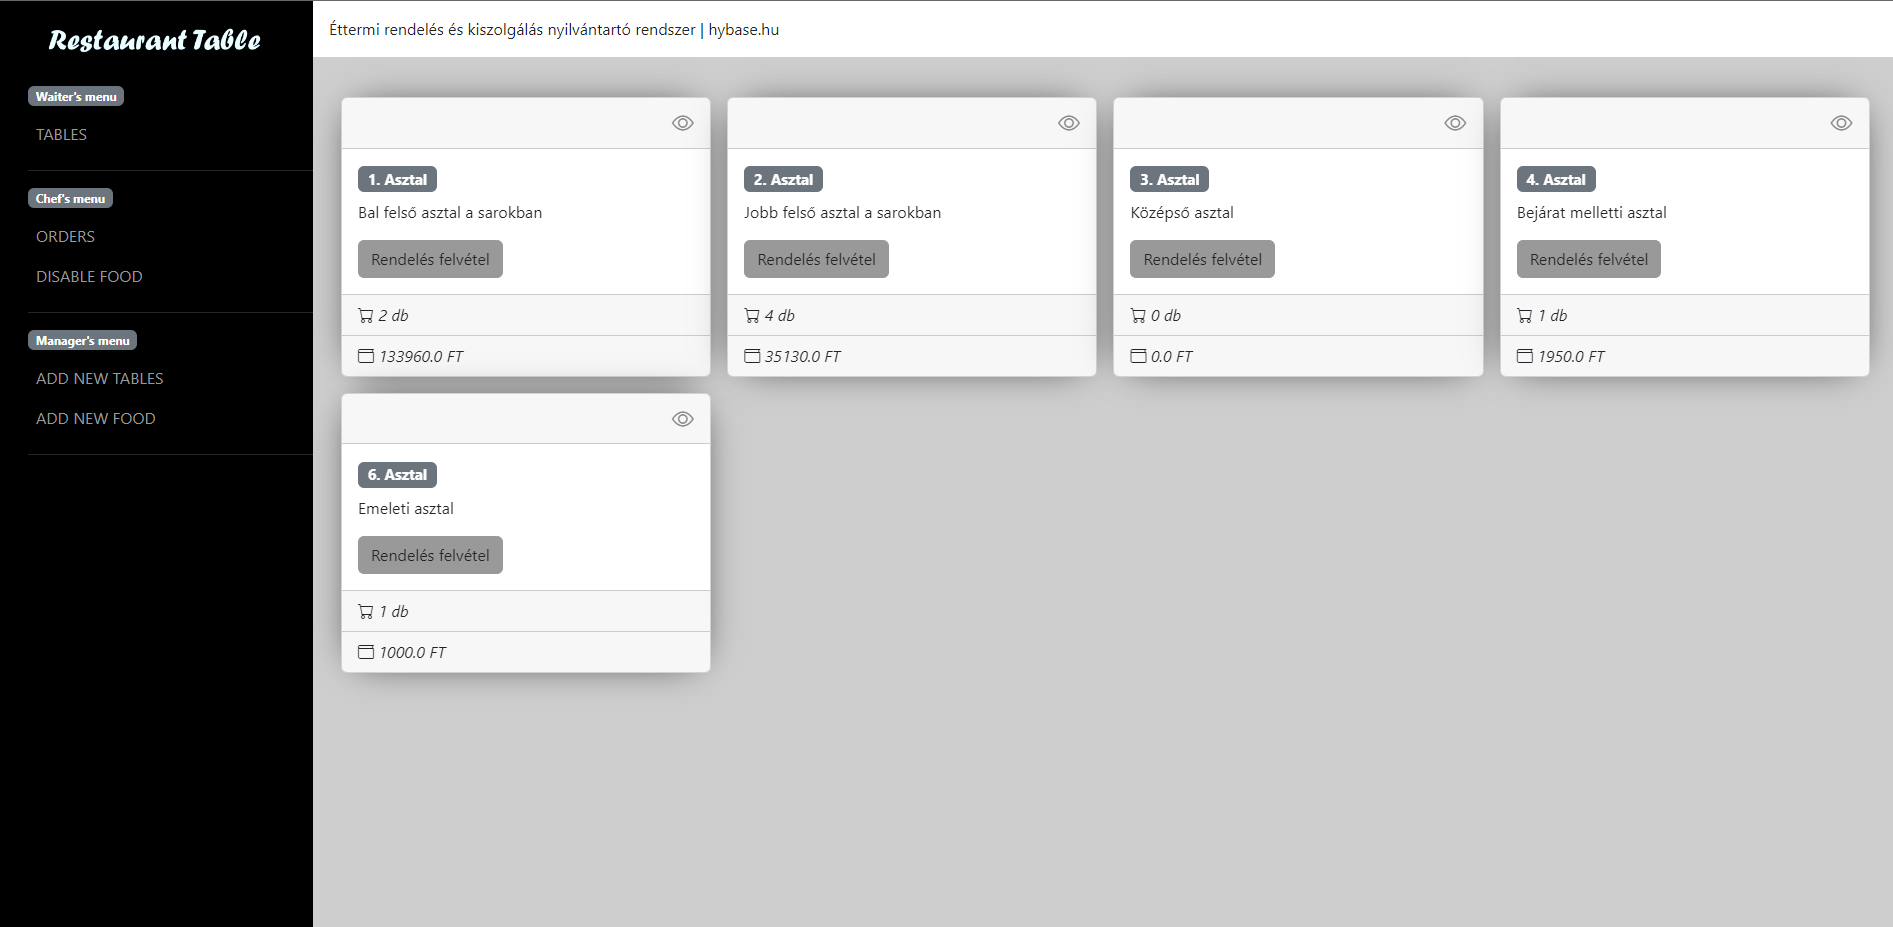 Restaurant Table
Waiter's menu
TABLES
Chef's menu
ORDERS
DISABLE FOOD
Manager's menu
ADD NEW TABLES
ADD NEW FOOD
Éttermi rendelés és kiszolgálás nyilvántartó rendszer | hybase.hu
1. Asztal
Bal felső asztal a sarokban
Rendelés felvétel
2 db
133960.0 FT
2. Asztal
Jobb felső asztal a sarokban
Rendelés felvétel
4 db
35130.0 FT
3. Asztal
Középső asztal
Rendelés felvétel
0 db
0.0 FT
4. Asztal
Bejárat melletti asztal
Rendelés felvétel
1 db
1950.0 FT
6. Asztal
Emeleti asztal
Rendelés felvétel
1 db
1000.0 FT